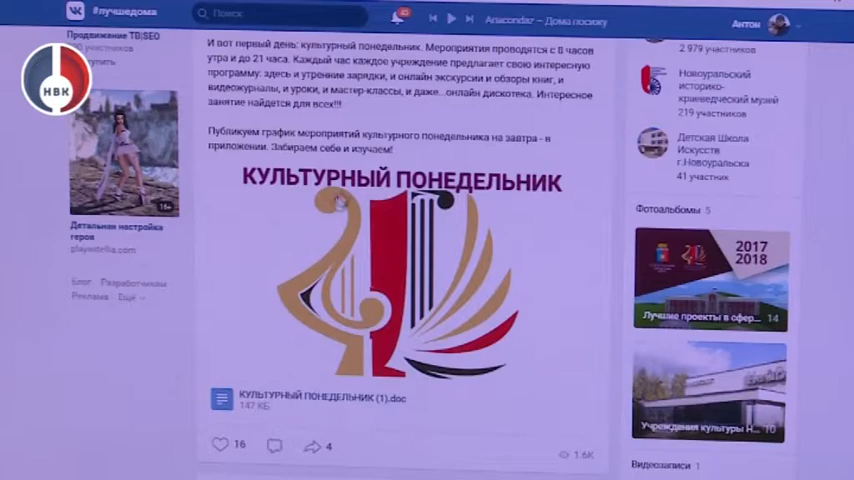 #лучшедома
Поиск
45
Anacondaz – Дома посижу
Антон
НВК
Продвижение TB|SEO
участников
16+
Детальная настройка
героя
Блог Разработчикам
Реклама Ещё
И вот первый день: культурный понедельник. Мероприятия проводятся с 8 часов
утра и до 21 часа. Каждый час каждое учреждение предлагает свою интересную
программу: здесь и утренние зарядки, и онлайн экскурсии и обзоры книг, и
видеожурналы, и уроки, и мастер-классы, и даже...онлайн дискотека. Интересное
занятие найдется для всех!!!
Публикуем график мероприятий культурного понедельника на завтра - в
приложении. Забираем себе и изучаем!
КУЛЬТУРНЫЙ ПОНЕДЕЛЬНИК
КУЛЬТУРНЫЙ ПОНЕДЕЛЬНИК (1).doc
147 КБ
16 4 1.6K
2 979 участников
Новоуральский
историко-
краеведческий музей
219 участников
Детская Школа
Искусств
г.Новоуральска
41 участник
Фотоальбомы 5
2017
2018
Лучшие проекты в сфер... 14
Учреждения культуры Н... 10
Видеозаписи 1